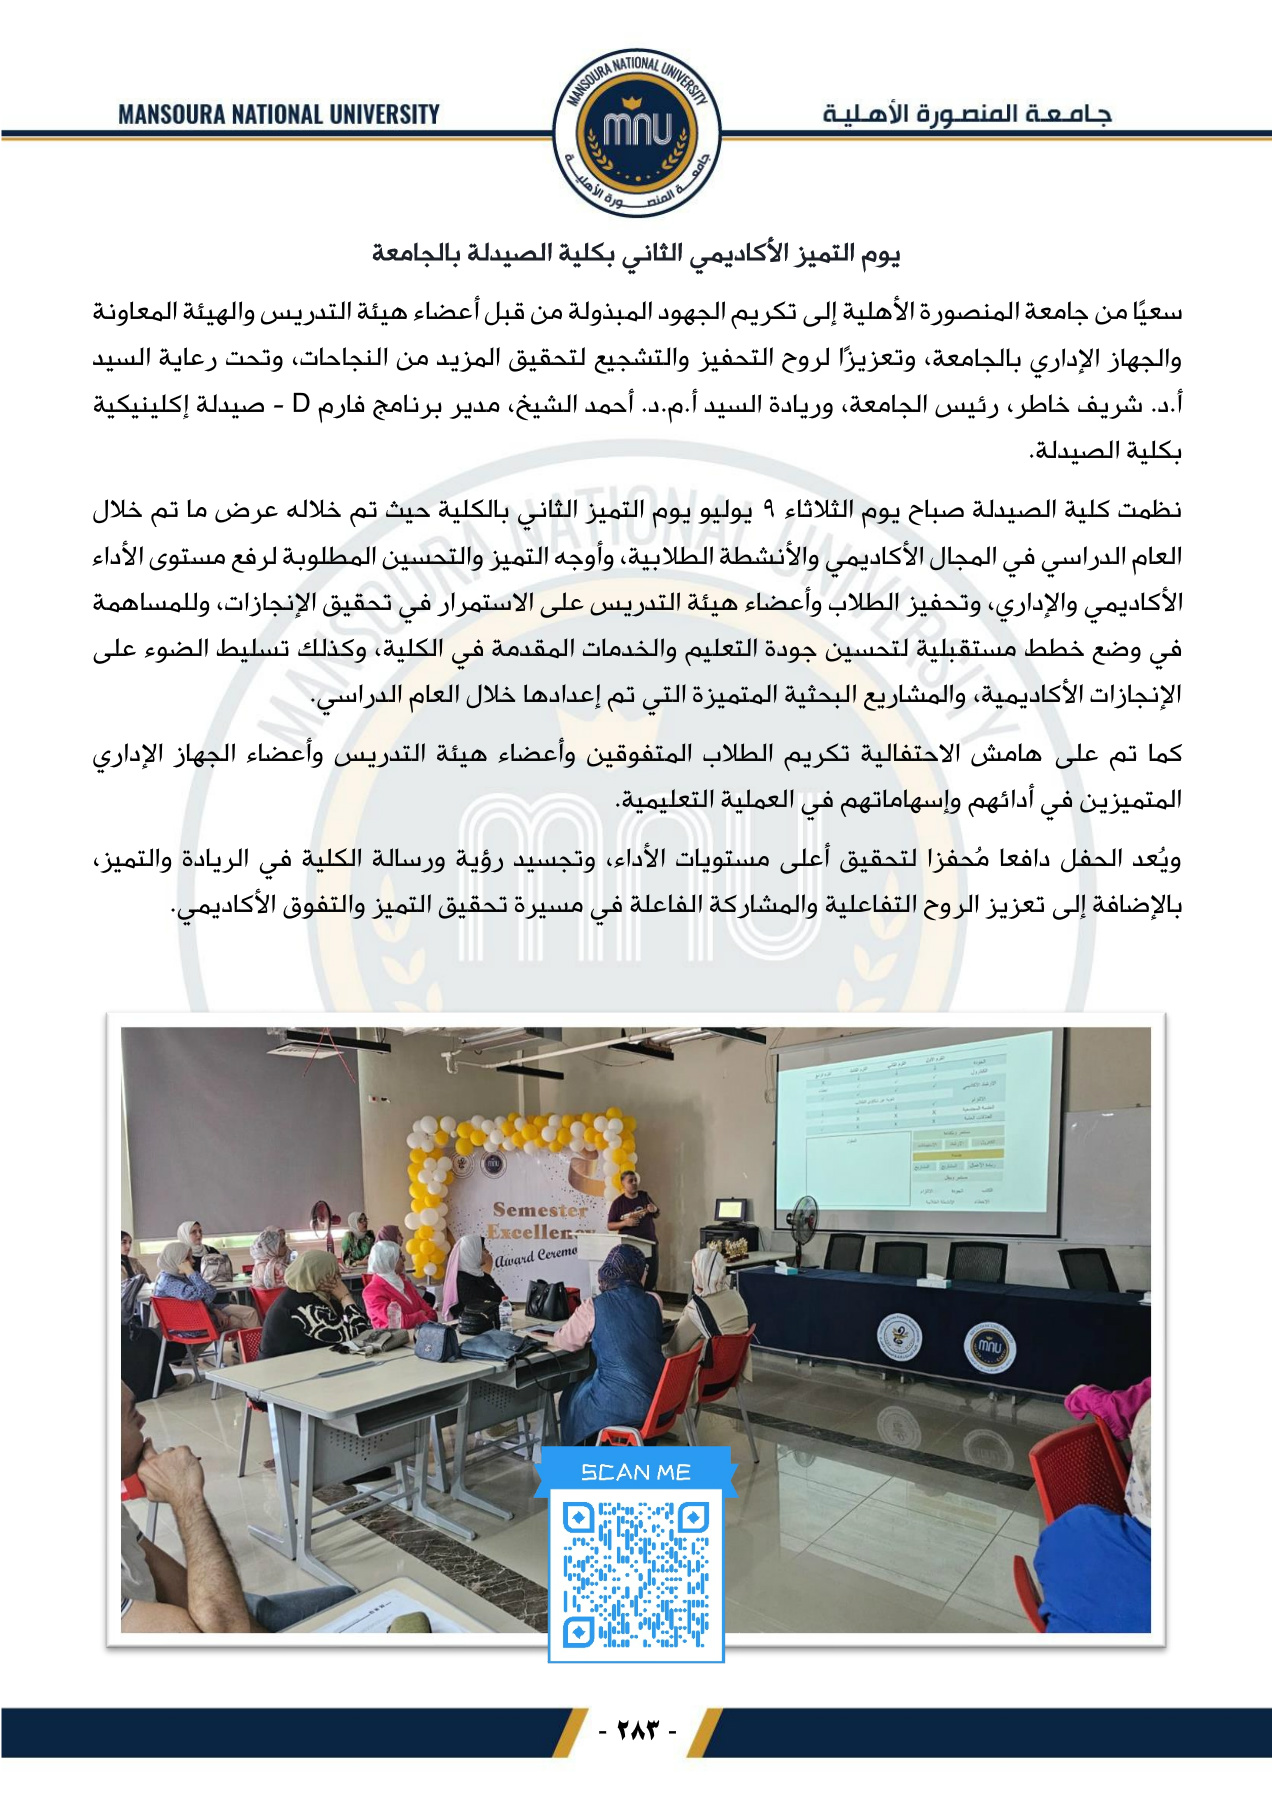 MANSOURA NATIONAL UNIVERSITY
جامعة المنصورة الأهلية
MANSOURA NATIONAL UNIVERSITY
mnu
جامعة المنصورة الأهلية
يوم التميز الأكاديمي الثاني بكلية الصيدلة بالجامعة
سعيًا من جامعة المنصورة الأهلية إلى تكريم الجهود المبذولة من قبل أعضاء هيئة التدريس والهيئة المعاونة
والجهاز الإداري بالجامعة، وتعزيزًا لروح التحفيز والتشجيع لتحقيق المزيد من النجاحات، وتحت رعاية السيد
أ.د. شريف خاطر، رئيس الجامعة، وريادة السيد أ.م.د. أحمد الشيخ، مدير برنامج فارم D - صيدلة إكلينيكية
بكلية الصيدلة.
نظمت كلية الصيدلة صباح يوم الثلاثاء ٩ يوليو يوم التميز الثاني بالكلية حيث تم خلاله عرض ما تم خلال
العام الدراسي في المجال الأكاديمي والأنشطة الطلابية، وأوجه التميز والتحسين المطلوبة لرفع مستوى الأداء
الأكاديمي والإداري، وتحفيز الطلاب وأعضاء هيئة التدريس على الاستمرار في تحقيق الإنجازات، وللمساهمة
في وضع خطط مستقبلية لتحسين جودة التعليم والخدمات المقدمة في الكلية، وكذلك تسليط الضوء على
الإنجازات الأكاديمية، والمشاريع البحثية المتميزة التي تم إعدادها خلال العام الدراسي.
كما تم على هامش الاحتفالية تكريم الطلاب المتفوقين وأعضاء هيئة التدريس وأعضاء الجهاز الإداري
المتميزين في أدائهم وإسهاماتهم في العملية التعليمية.
ويُعد الحفل دافعا مُحفزا لتحقيق أعلى مستويات الأداء، وتجسيد رؤية ورسالة الكلية في الريادة والتميز،
بالإضافة إلى تعزيز الروح التفاعلية والمشاركة الفاعلة في مسيرة تحقيق التميز والتفوق الأكاديمي.
MANSOURA NATIONAL UNIVERSITY
mnu
Semester
Excellen
Award Ceremo
mnu
SCAN ME
- ٢٨٣ -